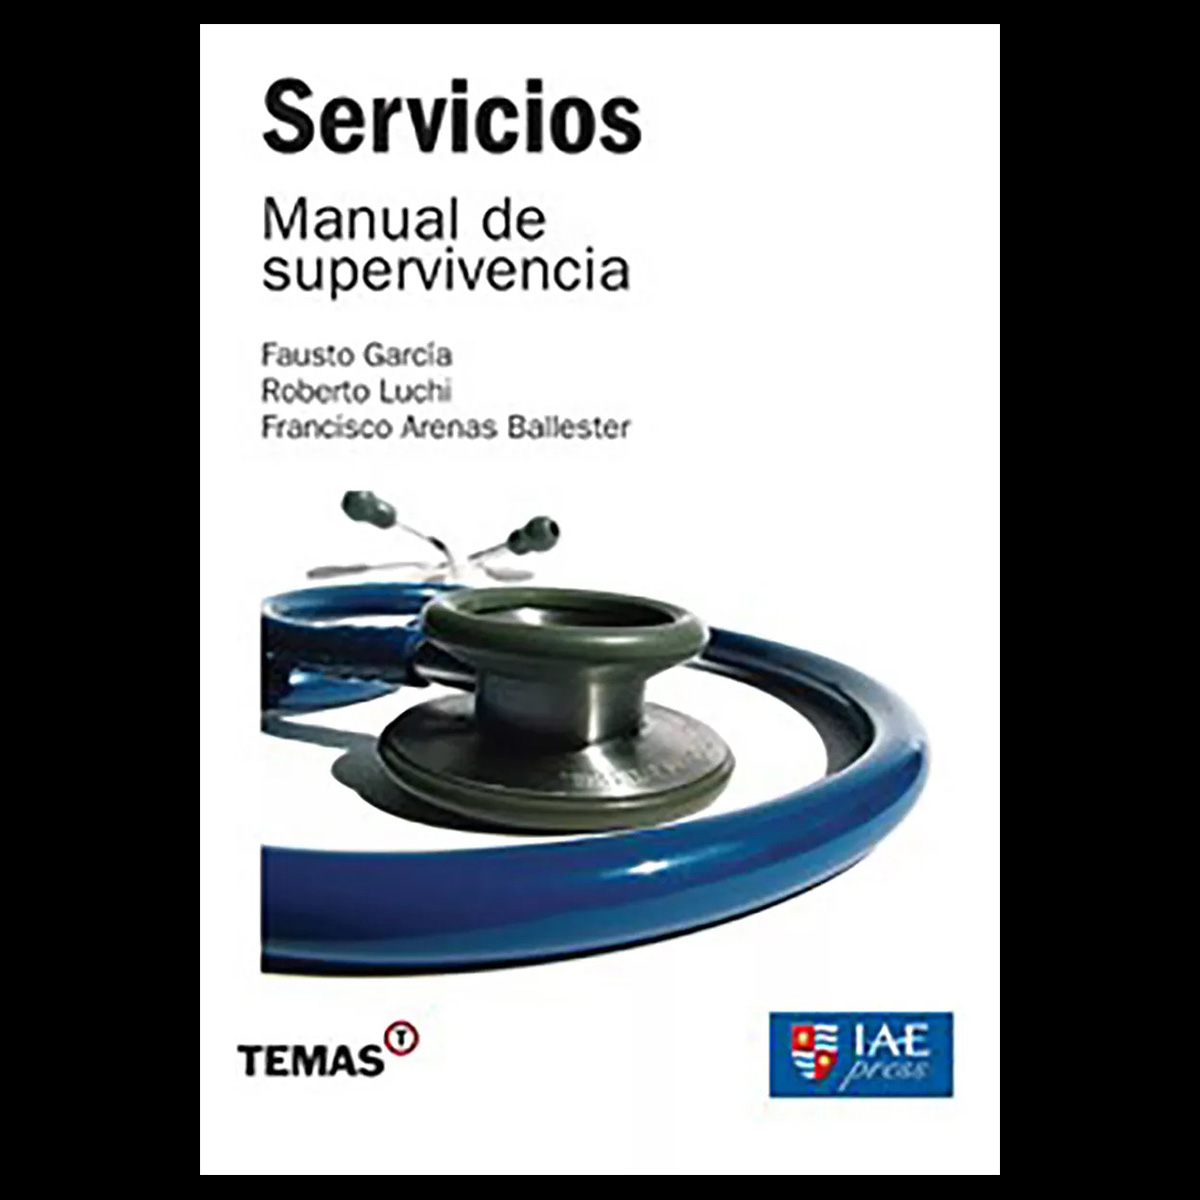 Servicios
Manual de
supervivencia
Fausto García
Roberto Luchi
Francisco Arenas Ballester
TEMAS T
IAE
press